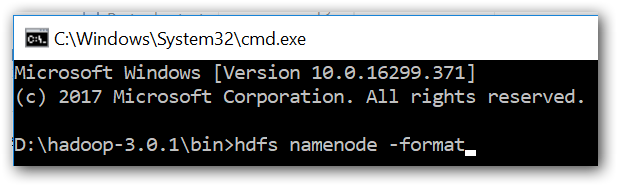 C:\Windows\System32\cmd.exe
Microsoft Windows [Version 10.0.16299.371]
(c) 2017 Microsoft Corporation. All rights reserved.
D:\hadoop-3.0.1\bin>hdfs namenode -format